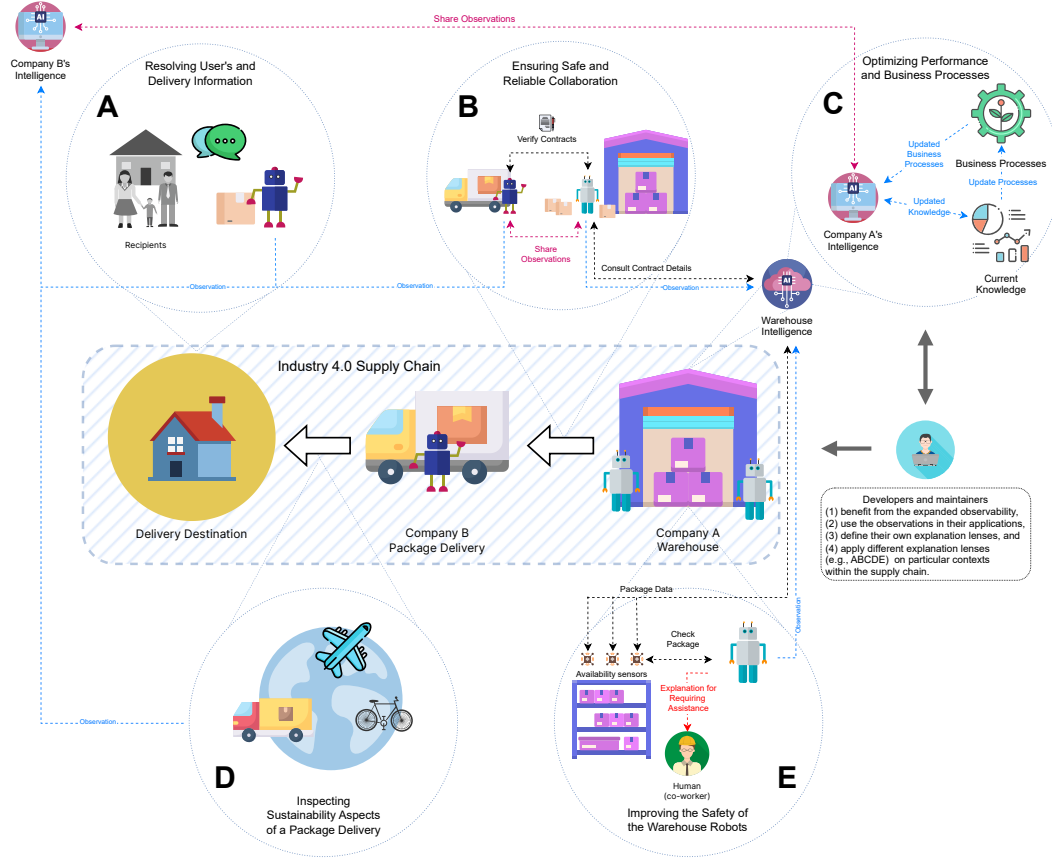 Share Observations
AI
Company B's
Intelligence
Resolving User's and
Delivery Information
A
Recipients
Observation
Ensuring Safe and
Reliable Collaboration
B
Verify Contracts
Share
Observations
Consult Contract Details
Observation
Observation
Optimizing Performance
and Business Processes
C
Updated
Business
Processes
Business Processes
Update Processes
AI
Updated
Knowledge
Company A's
Intelligence
Current
Knowledge
AI
Warehouse
Intelligence
Industry 4.0 Supply Chain
Delivery Destination
Company B
Package Delivery
Company A
Warehouse
Developers and maintainers
(1) benefit from the expanded observability,
(2) use the observations in their applications,
(3) define their own explanation lenses, and
(4) apply different explanation lenses
(e.g., ABCDE) on particular contexts
within the supply chain.
Observation
D
Inspecting
Sustainability Aspects
of a Package Delivery
Package Data
Check
Package
Availability sensors
Explanation for
Requiring
Assistance
Observation
Human
(co-worker)
E
Improving the Safety of
the Warehouse Robots